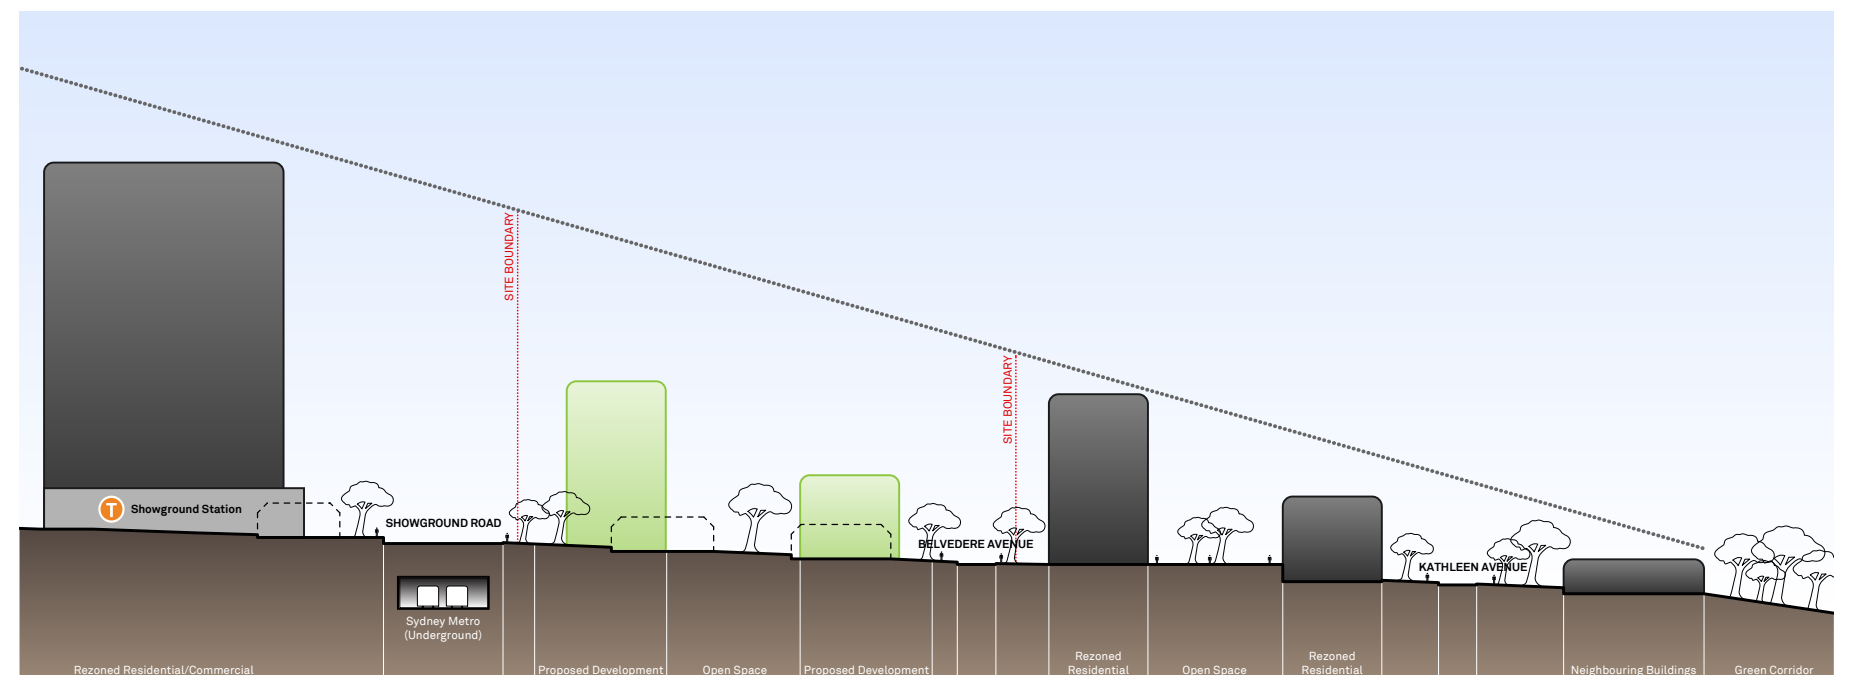 SITE BOUNDARY
SITE BOUNDARY
T
Showground Station
SHOWGROUND ROAD
BELVEDERE AVENUE
KATHLEEN AVENUE
Sydney Metro
(Underground)
Rezoned Residential/Commercial
Proposed Development
Open Space
Proposed Development
Rezoned
Residential
Open Space
Rezoned
Residential
Neighbouring Buildings
Green Corridor